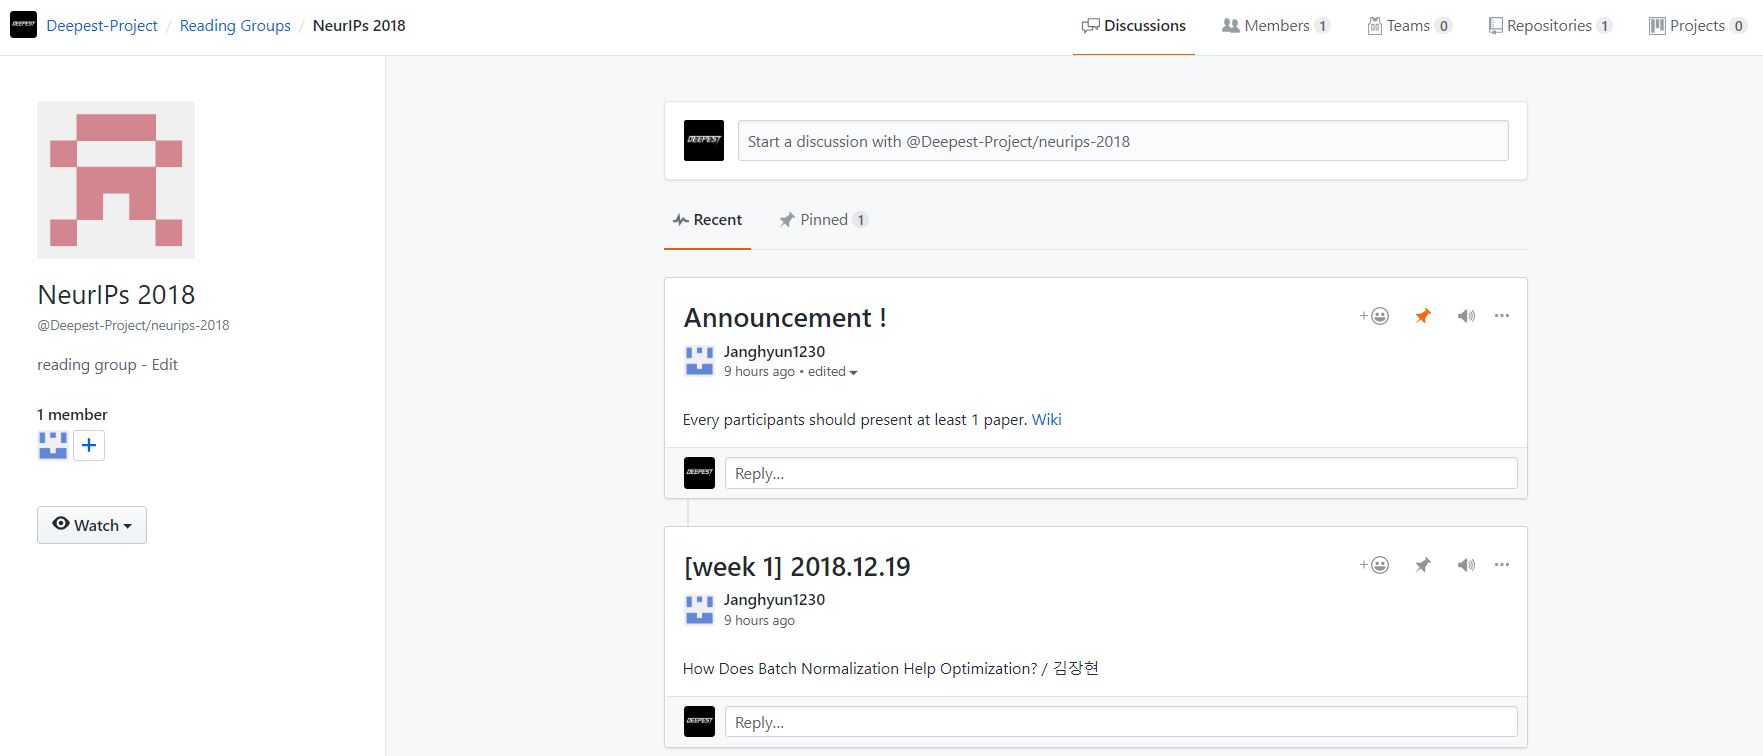 DEEPEST Deepest-Project / Reading Groups / NeurIPs 2018
Discussions Members 1 Teams 0 Repositories 1 Projects 0
NeurIPs 2018
@Deepest-Project/neurips-2018
reading group - Edit
1 member
+
Watch
DEEPEST Start a discussion with @Deepest-Project/neurips-2018
Recent Pinned 1
Announcement !
Janghyun1230
9 hours ago • edited
Every participants should present at least 1 paper. Wiki
DEEPEST Reply...
[week 1] 2018.12.19
Janghyun1230
9 hours ago
How Does Batch Normalization Help Optimization? / 김장현
DEEPEST Reply...